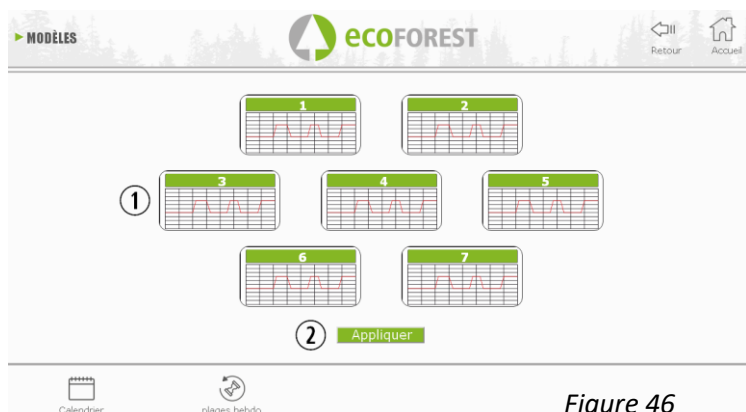 ▸ MODÈLES
ecoFOREST
Retour
Accueil
1
2
1
3
4
5
6
7
2
Appliquer
Calendrier
plages hebdo
Figure 46